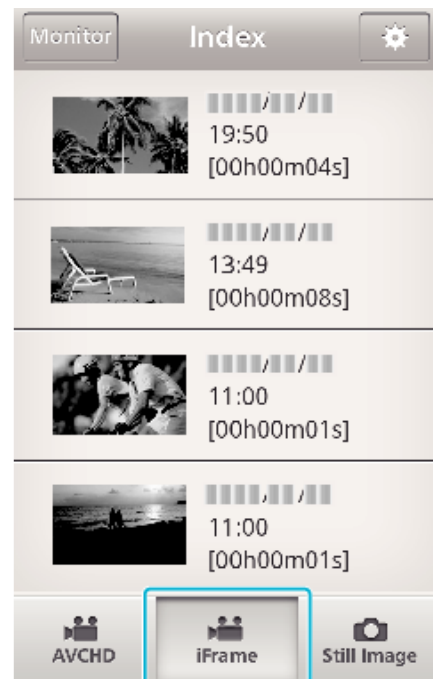 Monitor Index
19:50
[00h00m04s]
13:49
[00h00m08s]
11:00
[00h00m01s]
11:00
[00h00m01s]
AVCHD iFrame Still Image